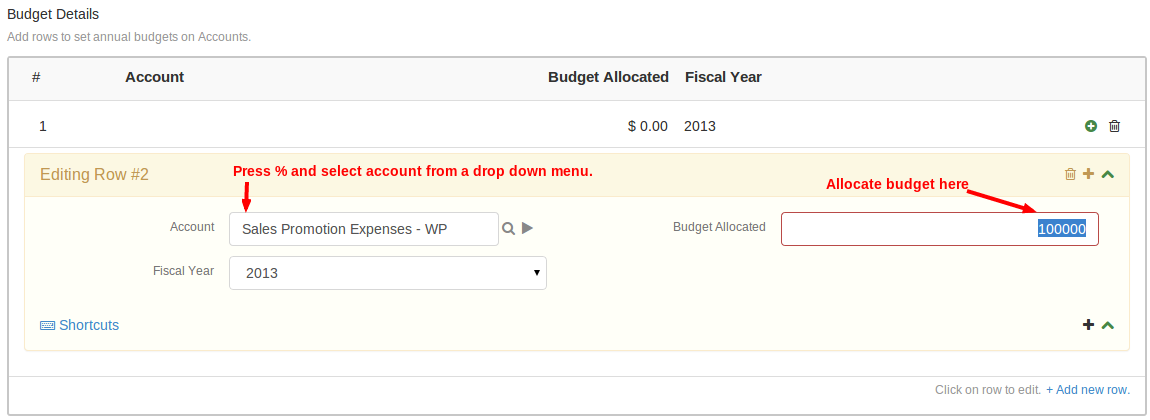 Budget Details
Add rows to set annual budgets on Accounts.
# Account Budget Allocated Fiscal Year
1 $ 0.00 2013
Editing Row #2
Press % and select account from a drop down menu.
Allocate budget here
Account Sales Promotion Expenses - WP Budget Allocated 100000
Fiscal Year 2013
Shortcuts
Click on row to edit. + Add new row.